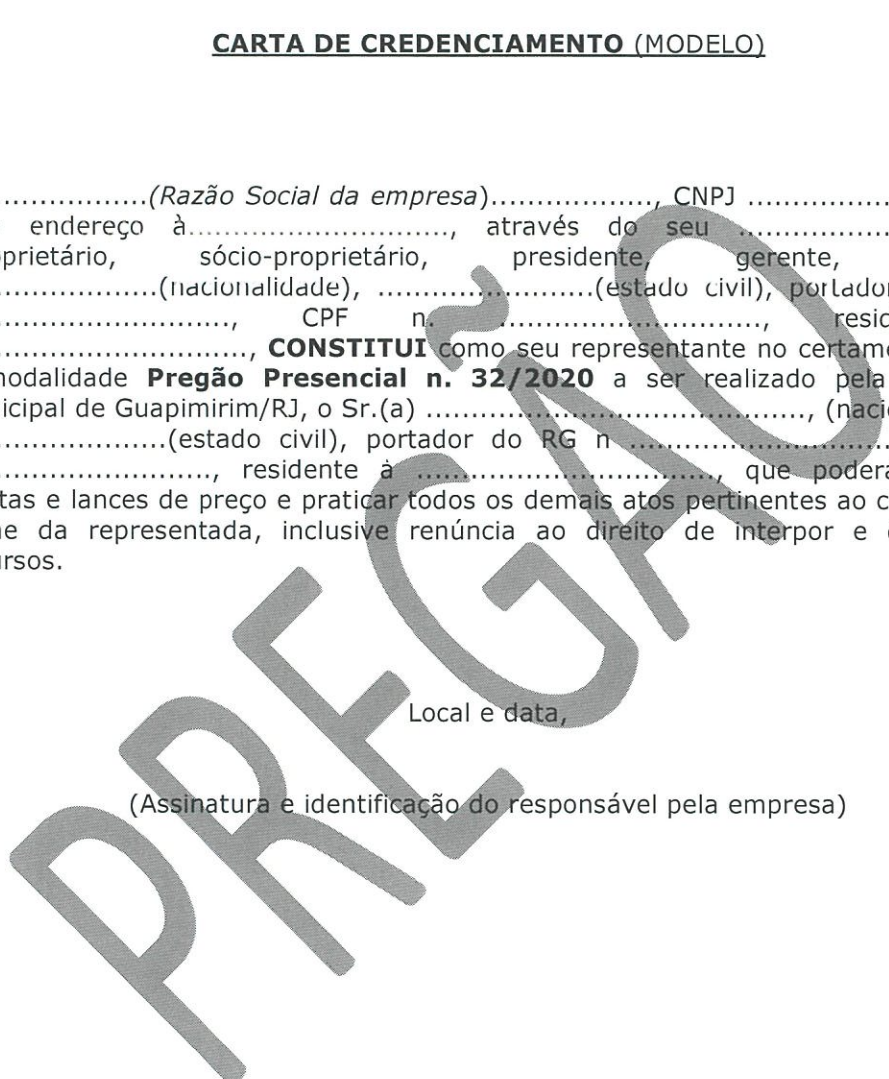 CARTA DE CREDENCIAMENTO (MODELO)
..................(Razão Social da empresa)..................., CNPJ ................
endereço à............................, através do seu .................
prietário, sócio-proprietário, presidente, gerente,
..................(nacionalidade), ........................(estado civil), portador
.........................., CPF n. .............................,
..........................., CONSTITUI como seu representante no certame
modalidade Pregão Presencial n. 32/2020 a ser realizado pela
icipal de Guapimirim/RJ, o Sr.(a) .........................................., (naci
...................(estado civil), portador do RG n .............................
........................, residente à ................................, que poderá
tas e lances de preço e praticar todos os demais atos pertinentes ao c
e da representada, inclusive renúncia ao direito de interpor e
ursos.
Local e data,
(Assinatura e identificação do responsável pela empresa)
PREGÃO